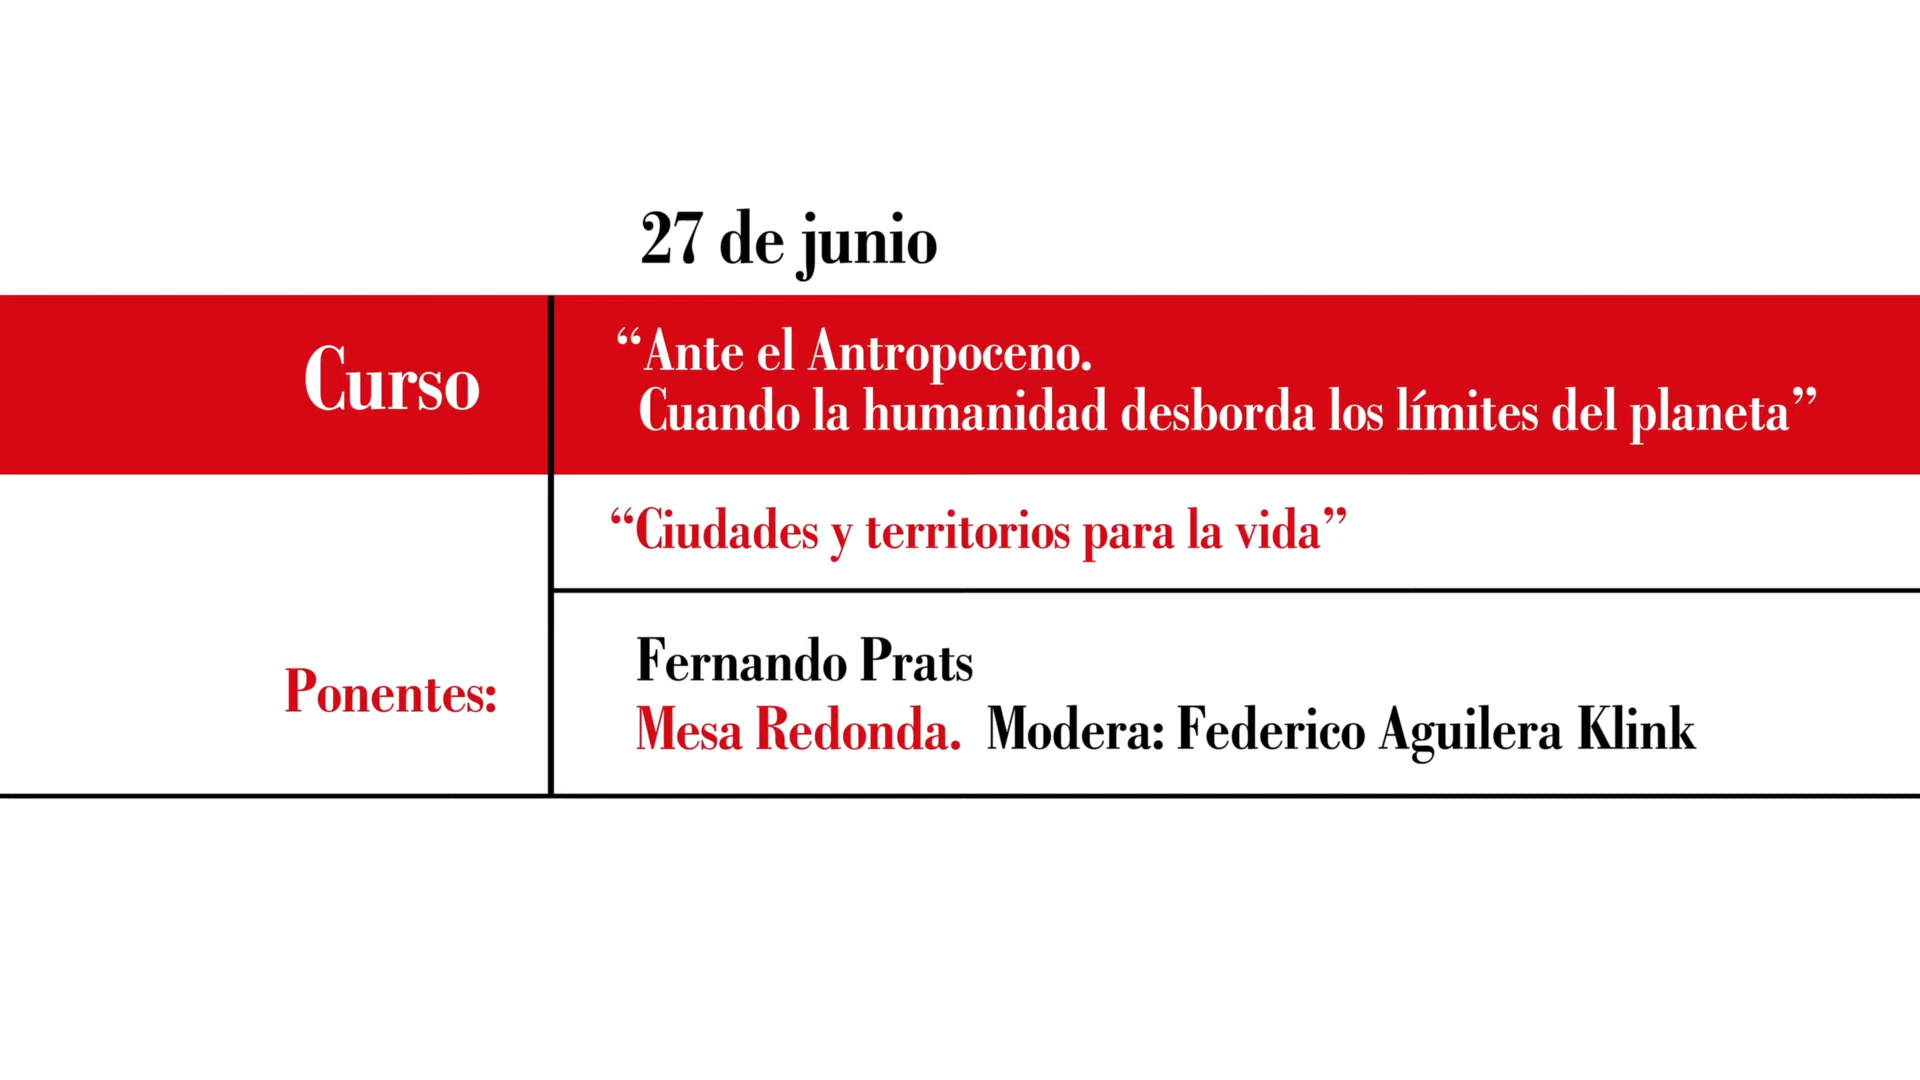 27 de junio
Curso
“Ante el Antropoceno.
Cuando la humanidad desborda los límites del planeta”
“Ciudades y territorios para la vida”
Ponentes:
Fernando Prats
Mesa Redonda. Modera: Federico Aguilera Klink